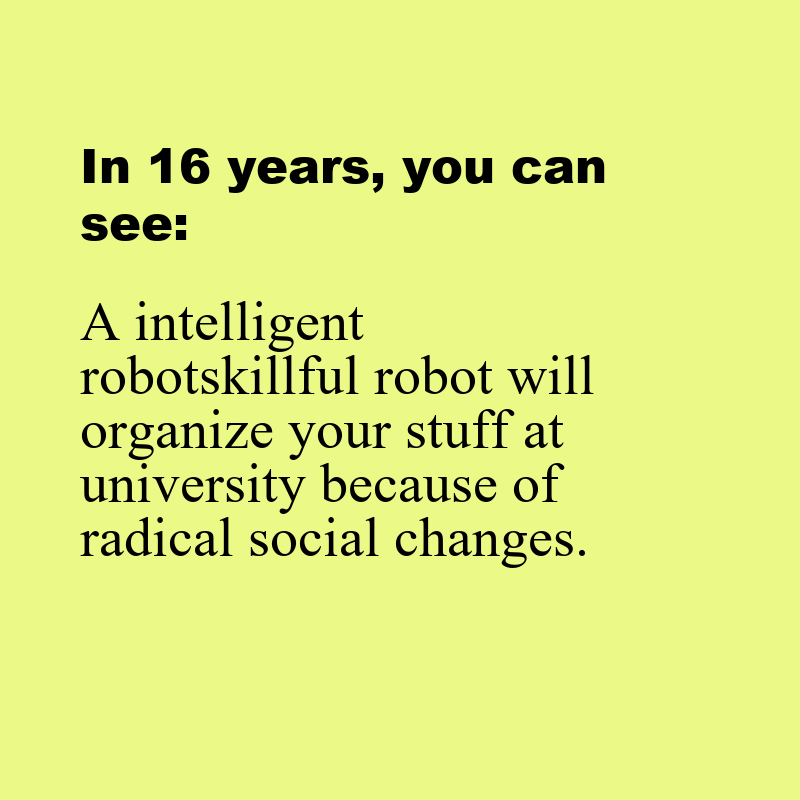 In 16 years, you can
see:
A intelligent
robotskillful robot will
organize your stuff at
university because of
radical social changes.